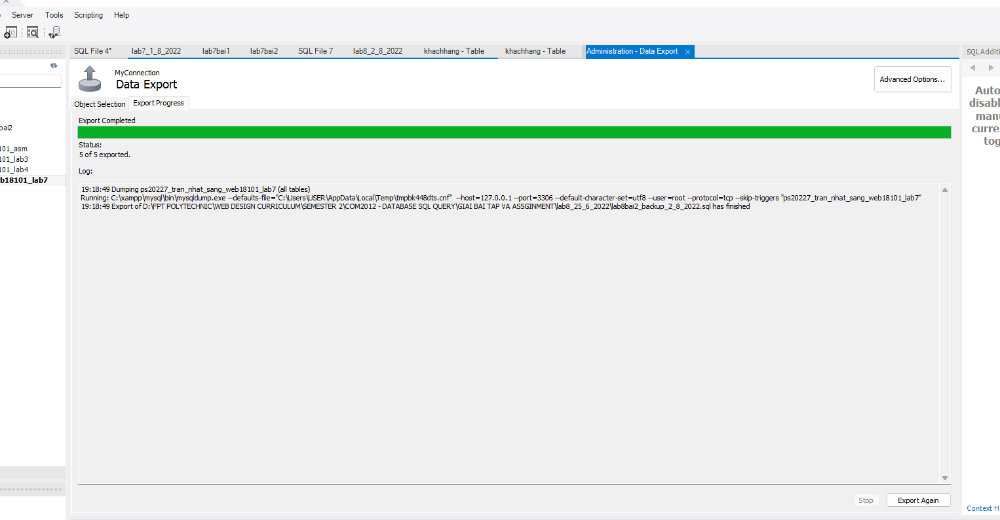 Server Tools Scripting Help
SQL File 4* lab7_1_8_2022 lab7bai1 lab7bai2 SQL File 7 lab8_2_8_2022 khachhang - Table khachhang - Table Administration - Data Export
SQLAdditi
MyConnection
Data Export
Advanced Options...
Object Selection Export Progress
Export Completed
Status:
5 of 5 exported.
Log:
19:18:49 Dumping ps20227_tran_nhat_sang_web18101_lab7 (all tables)
Running: C:\xampp\mysql\bin\mysqldump.exe --defaults-file="C:\Users\USER\AppData\Local\Temp\tmpbk448dts.cnf" --host=127.0.0.1 --port=3306 --default-character-set=utf8 --user=root --protocol=tcp --skip-triggers "ps20227_tran_nhat_sang_web18101_lab7"
19:18:49 Export of D:\FPT POLYTECHNIC\WEB DESIGN CURRICULUM\SEMESTER 2\COM2012 - DATABASE SQL QUERY\GIAI BAI TAP VA ASSGINMENT\lab8_25_6_2022\lab8bai2_backup_2_8_2022.sql has finished
Stop Export Again
bai2
101_asm
101_lab3
101_lab4
b18101_lab7
Auto
disabl
manu
curre
tog
Context H